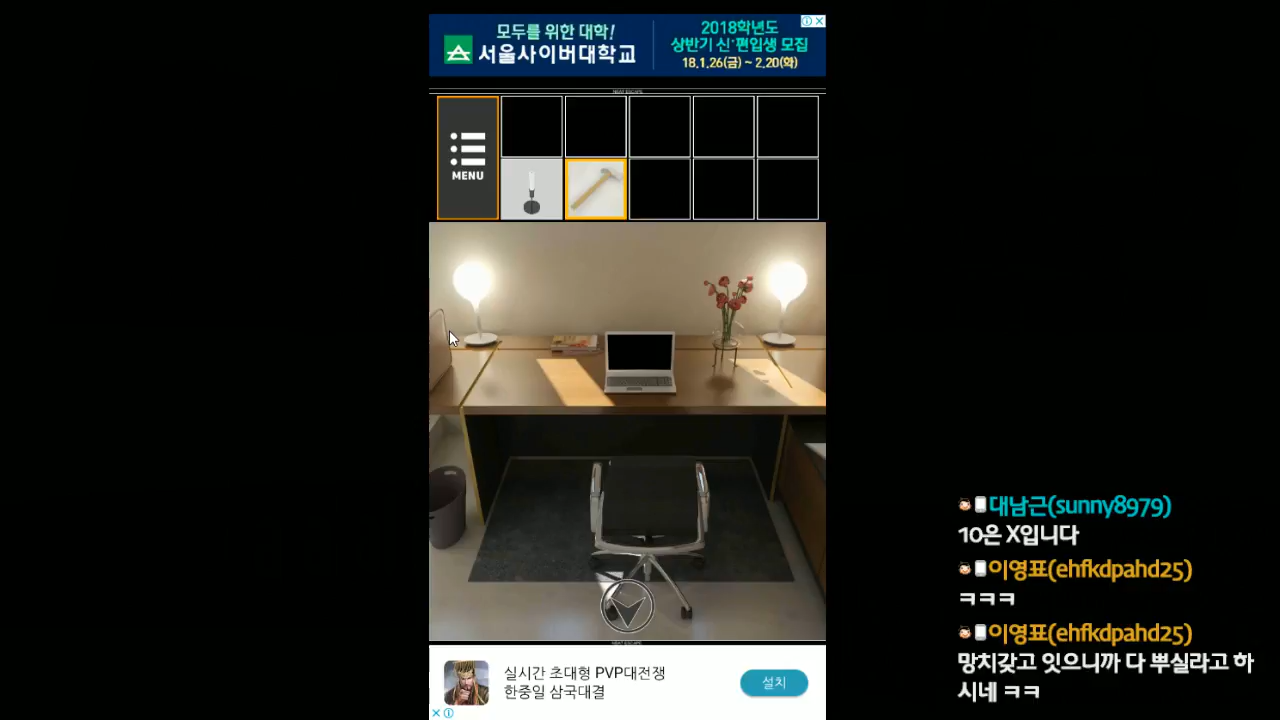 모두를 위한 대학!
서울사이버대학교
2018학년도
상반기 신·편입생 모집
18.1.26(금) ~ 2.20(화)
NEAT ESCAPE
MENU
NEAT ESCAPE
실시간 초대형 PVP대전쟁
한중일 삼국대결
설치
대남근(sunny8979)
10은 X입니다
이영표(ehfkdpahd25)
ㅋㅋㅋ
이영표(ehfkdpahd25)
망치갖고 잇으니까 다 뿌실라고 하
시네 ㅋㅋ